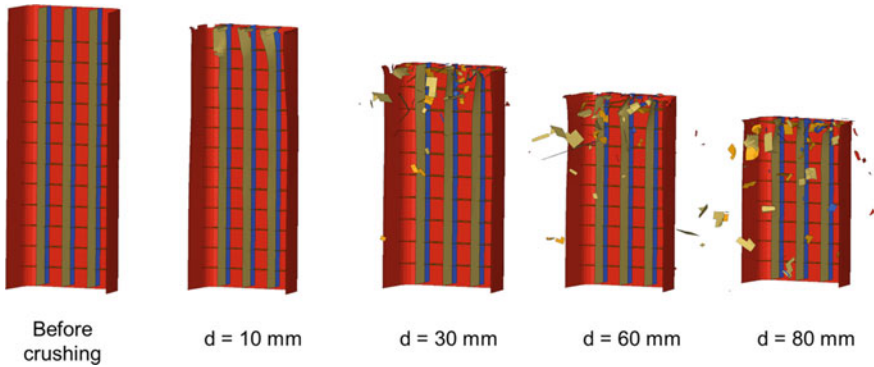 Before
crushing
d = 10 mm
d = 30 mm
d = 60 mm
d = 80 mm